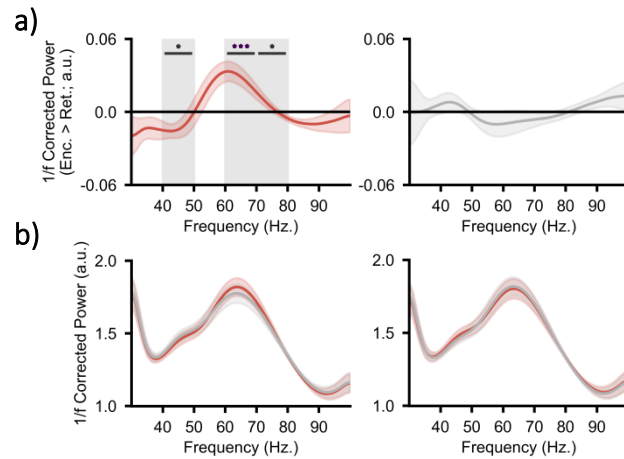 a)
1/f Corrected Power
(Enc. > Ret.; a.u.)
0.06
0.0
-0.06
* *** *
40 50 60 70 80 90
Frequency (Hz.)
0.06
0.0
-0.06
40 50 60 70 80 90
Frequency (Hz.)
b)
1/f Corrected Power (a.u.)
2.0
1.5
1.0
40 50 60 70 80 90
Frequency (Hz.)
2.0
1.5
1.0
40 50 60 70 80 90
Frequency (Hz.)